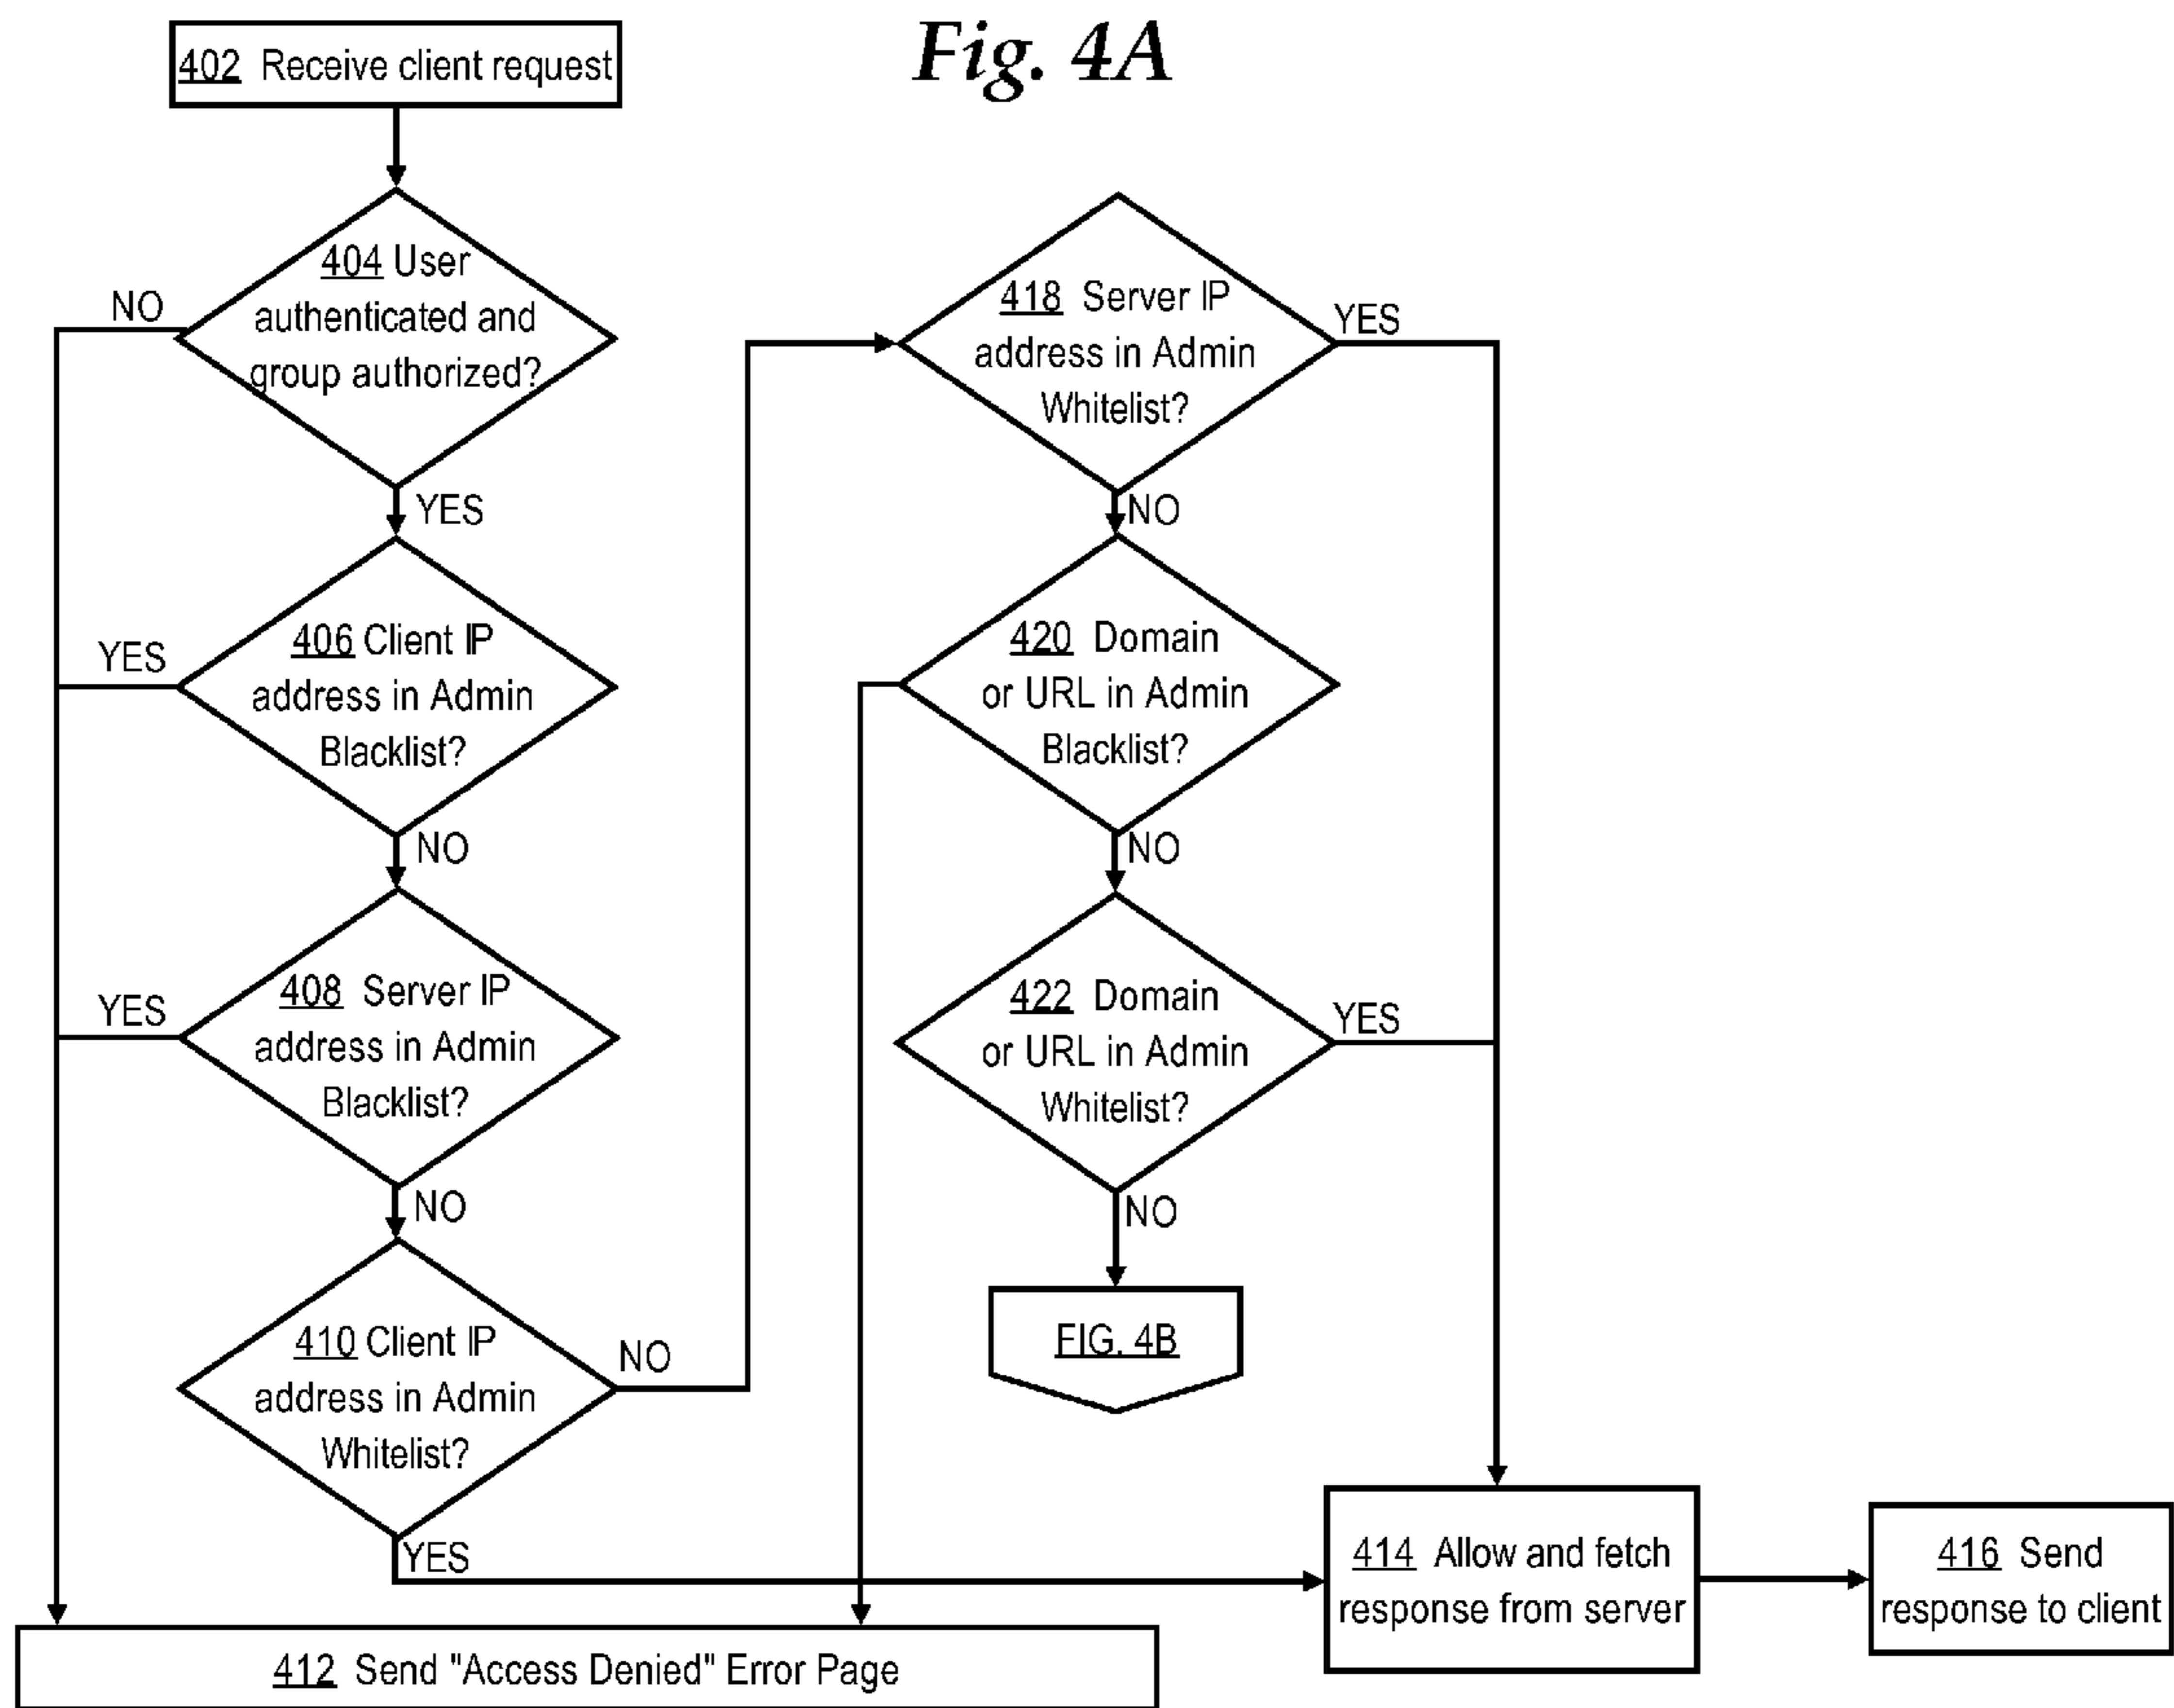 Fig. 4A
402 Receive client request
404 User
authenticated and
group authorized?
NO
YES
406 Client IP
address in Admin
Blacklist?
YES
NO
408 Server IP
address in Admin
Blacklist?
YES
NO
410 Client IP
address in Admin
Whitelist?
NO
YES
418 Server IP
address in Admin
Whitelist?
YES
NO
420 Domain
or URL in Admin
Blacklist?
NO
422 Domain
or URL in Admin
Whitelist?
YES
NO
FIG. 4B
414 Allow and fetch
response from server
416 Send
response to client
412 Send "Access Denied" Error Page